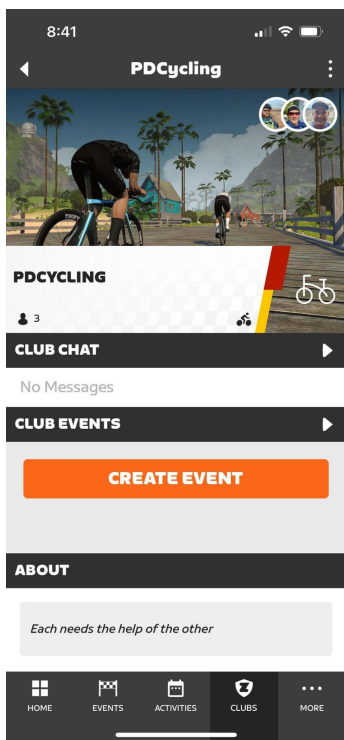 8:41
PDCycling
PDCYCLING
3
CLUB CHAT
No Messages
CLUB EVENTS
CREATE EVENT
ABOUT
Each needs the help of the other
HOME EVENTS ACTIVITIES CLUBS MORE